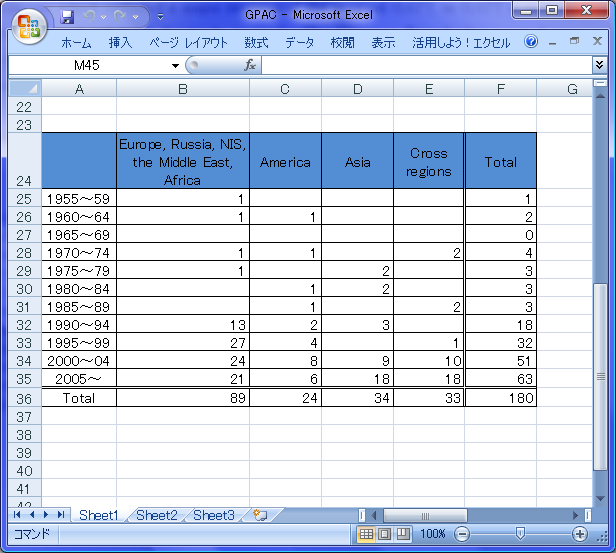 GPAC - Microsoft Excel
ホーム 挿入 ページ レイアウト 数式 データ 校閲 表示 活用しよう！エクセル
M45 fx
A B C D E F G
22
23
24 Europe, Russia, NIS, the Middle East, Africa America Asia Cross regions Total
25 1955～59 1 1
26 1960～64 1 1 2
27 1965～69 0
28 1970～74 1 1 2 4
29 1975～79 1 2 3
30 1980～84 1 2 3
31 1985～89 1 2 3
32 1990～94 13 2 3 18
33 1995～99 27 4 1 32
34 2000～04 24 8 9 10 51
35 2005～ 21 6 18 18 63
36 Total 89 24 34 33 180
37
38
39
40
41
42
Sheet1 Sheet2 Sheet3
コマンド 100%